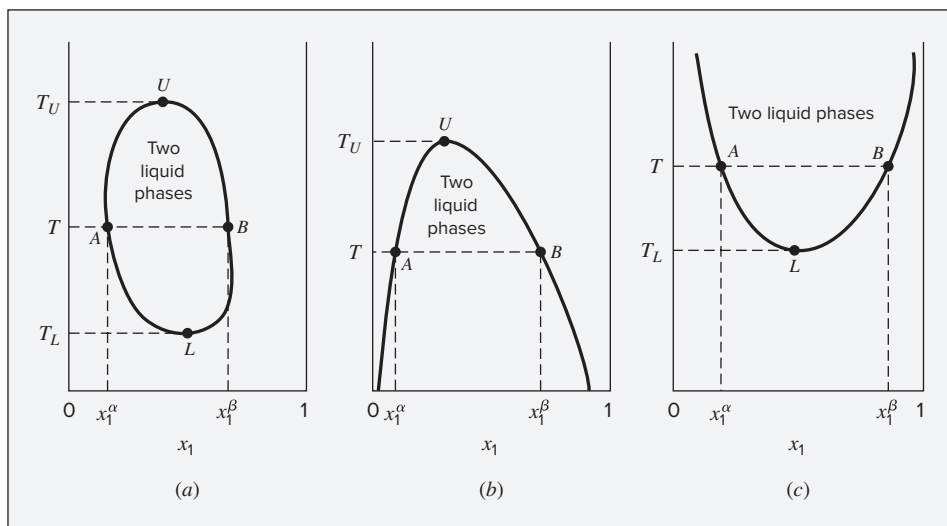 U
T_U
Two
liquid
phases
T
A
B
T_L
L
0
x_1^α
x_1^β
1
x_1
(a)
U
T_U
Two
liquid
phases
T
A
B
0
x_1^α
x_1^β
1
x_1
(b)
Two liquid phases
T
A
B
T_L
L
0
x_1^α
x_1^β
1
x_1
(c)